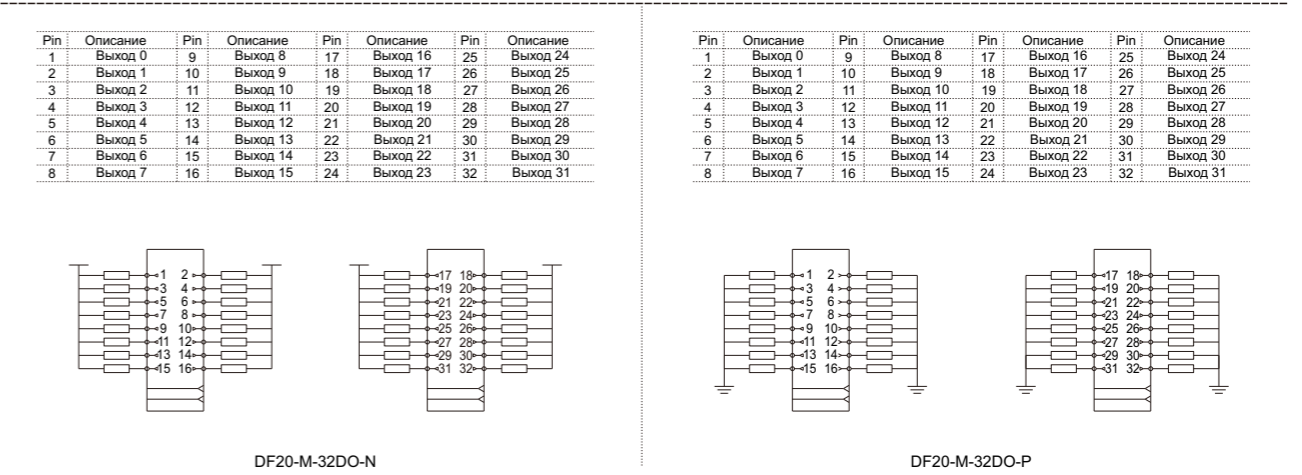 Pin Описание Pin Описание Pin Описание Pin Описание
1 Выход 0 9 Выход 8 17 Выход 16 25 Выход 24
2 Выход 1 10 Выход 9 18 Выход 17 26 Выход 25
3 Выход 2 11 Выход 10 19 Выход 18 27 Выход 26
4 Выход 3 12 Выход 11 20 Выход 19 28 Выход 27
5 Выход 4 13 Выход 12 21 Выход 20 29 Выход 28
6 Выход 5 14 Выход 13 22 Выход 21 30 Выход 29
7 Выход 6 15 Выход 14 23 Выход 22 31 Выход 30
8 Выход 7 16 Выход 15 24 Выход 23 32 Выход 31
1 2 17 18
3 4 19 20
5 6 21 22
7 8 23 24
9 10 25 26
11 12 27 28
13 14 29 30
15 16 31 32
DF20-M-32DO-N
Pin Описание Pin Описание Pin Описание Pin Описание
1 Выход 0 9 Выход 8 17 Выход 16 25 Выход 24
2 Выход 1 10 Выход 9 18 Выход 17 26 Выход 25
3 Выход 2 11 Выход 10 19 Выход 18 27 Выход 26
4 Выход 3 12 Выход 11 20 Выход 19 28 Выход 27
5 Выход 4 13 Выход 12 21 Выход 20 29 Выход 28
6 Выход 5 14 Выход 13 22 Выход 21 30 Выход 29
7 Выход 6 15 Выход 14 23 Выход 22 31 Выход 30
8 Выход 7 16 Выход 15 24 Выход 23 32 Выход 31
1 2 17 18
3 4 19 20
5 6 21 22
7 8 23 24
9 10 25 26
11 12 27 28
13 14 29 30
15 16 31 32
DF20-M-32DO-P